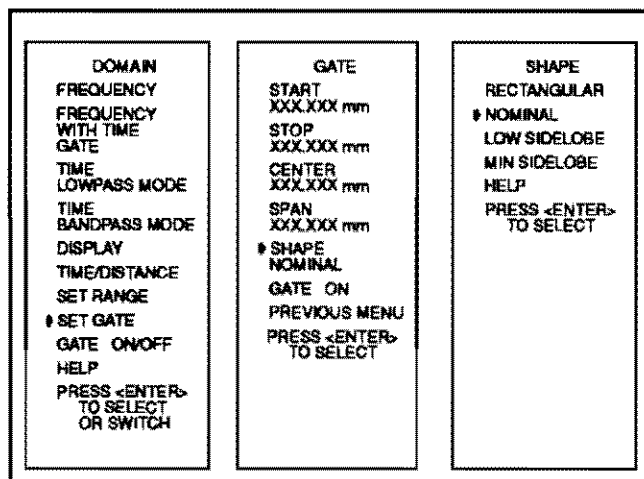 DOMAIN
FREQUENCY
FREQUENCY
WITH TIME
GATE
TIME
LOWPASS MODE
TIME
BANDPASS MODE
DISPLAY
TIME/DISTANCE
SET RANGE
SET GATE
GATE ON/OFF
HELP
PRESS <ENTER>
TO SELECT
OR SWITCH
GATE
START
XXX.XXX mm
STOP
XXX.XXX mm
CENTER
XXX.XXX mm
SPAN
XXX.XXX mm
SHAPE
NOMINAL
GATE ON
PREVIOUS MENU
PRESS <ENTER>
TO SELECT
SHAPE
RECTANGULAR
NOMINAL
LOW SIDELOBE
MIN SIDELOBE
HELP
PRESS <ENTER>
TO SELECT